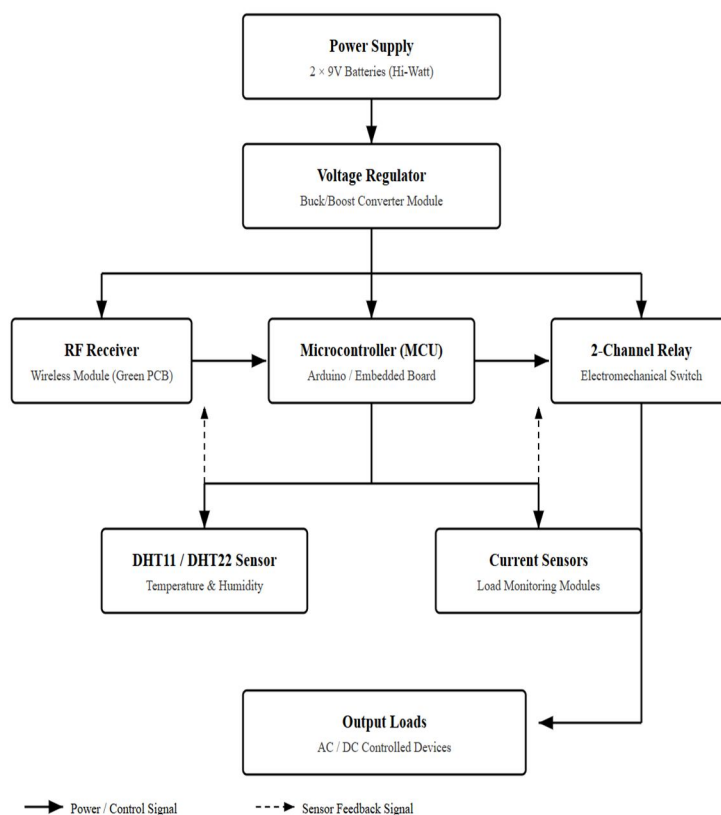 Power Supply
2 × 9V Batteries (Hi-Watt)
Voltage Regulator
Buck/Boost Converter Module
RF Receiver
Wireless Module (Green PCB)
Microcontroller (MCU)
Arduino / Embedded Board
2-Channel Relay
Electromechanical Switch
DHT11 / DHT22 Sensor
Temperature & Humidity
Current Sensors
Load Monitoring Modules
Output Loads
AC / DC Controlled Devices
Power / Control Signal
Sensor Feedback Signal